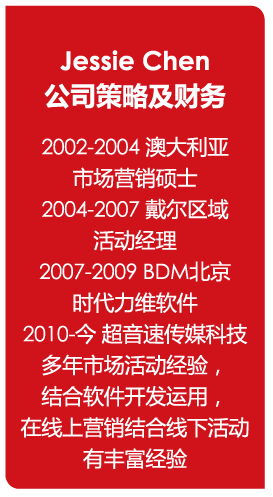 Jessie Chen
公司策略及财务
2002-2004 澳大利亚
市场营销硕士
2004-2007 戴尔区域
活动经理
2007-2009 BDM北京
时代力维软件
2010-今 超音速传媒科技
多年市场活动经验，
结合软件开发运用，
在线上营销结合线下活动
有丰富经验